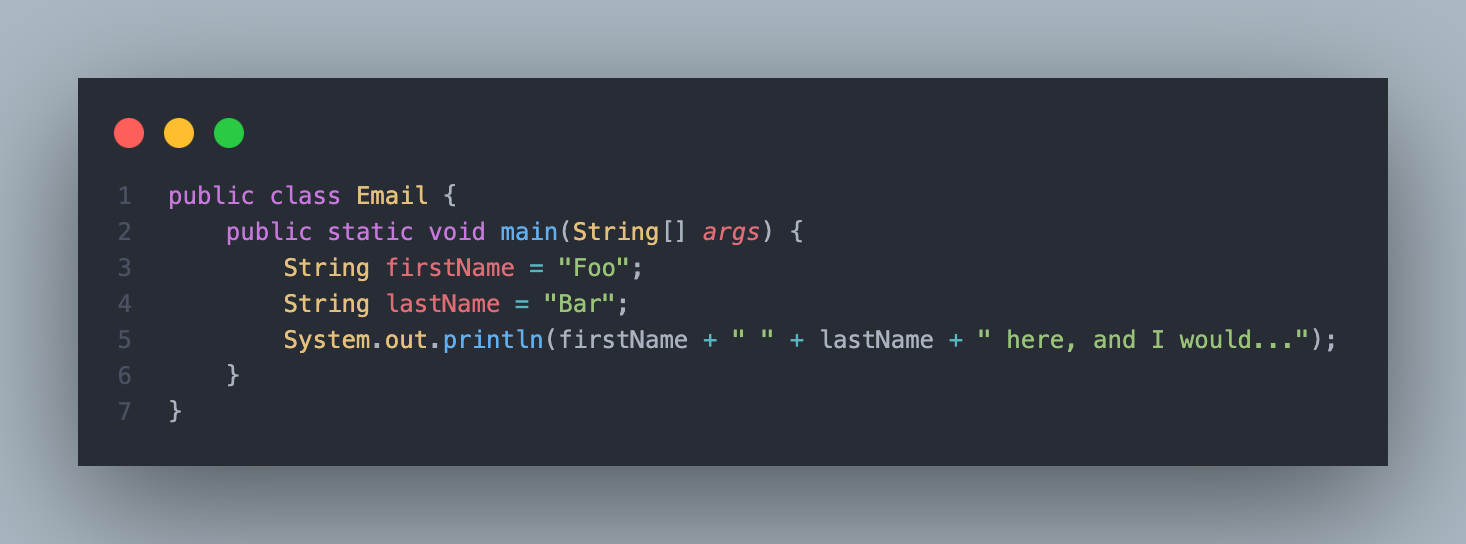 1 public class Email {
2     public static void main(String[] args) {
3         String firstName = "Foo";
4         String lastName = "Bar";
5         System.out.println(firstName + " " + lastName + " here, and I would...");
6     }
7 }